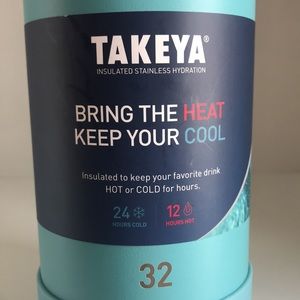 TAKEYA®
INSULATED STAINLESS HYDRATION
BRING THE HEAT
KEEP YOUR COOL
Insulated to keep your favorite drink
HOT or COLD for hours.
24
HOURS COLD
12
HOURS HOT
32